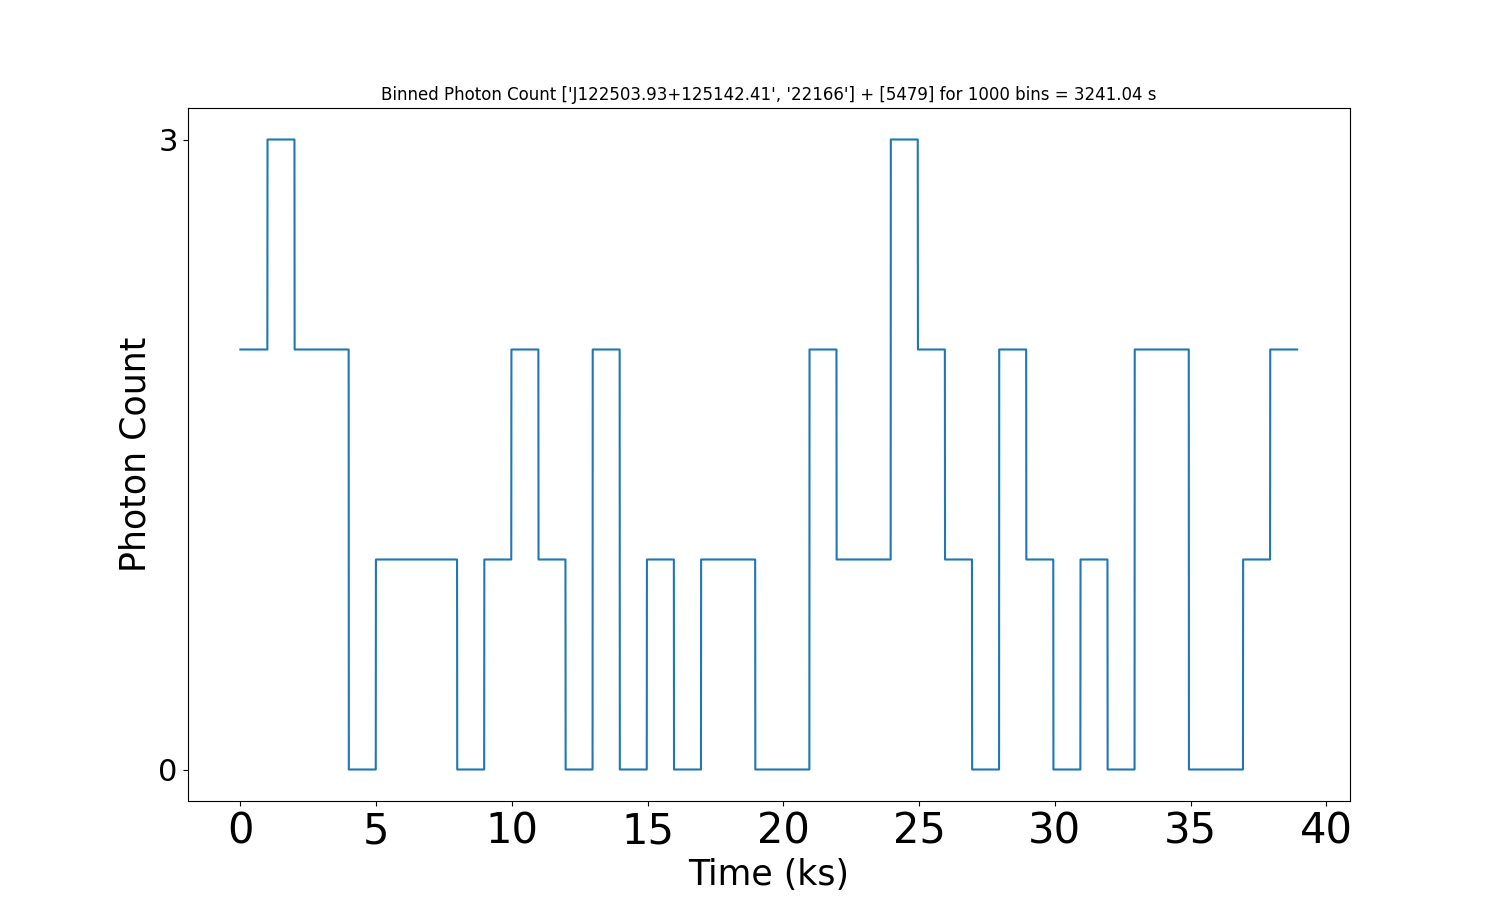 Binned Photon Count ['J122503.93+125142.41', '22166'] + [5479] for 1000 bins = 3241.04 s
3
Photon Count
0
0 5 10 15 20 25 30 35 40
Time (ks)